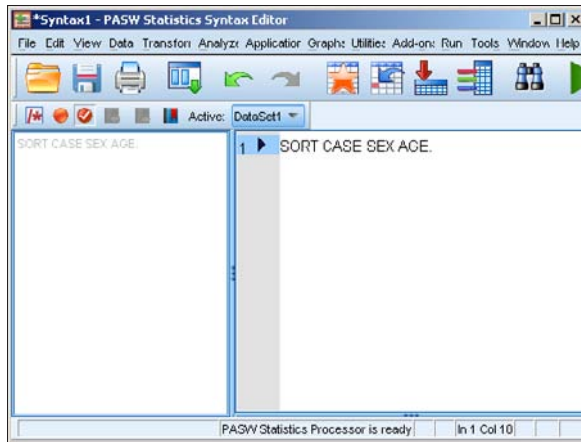 *Syntax1 - PASW Statistics Syntax Editor
File Edit View Data Transforr Analyze Applicatior Graphs Utilities Add-ons Run Tools Window Help
Active: DataSet1
SORT CASE SEX AGE.
1 SORT CASE SEX AGE.
PASW Statistics Processor is ready In 1 Col 10